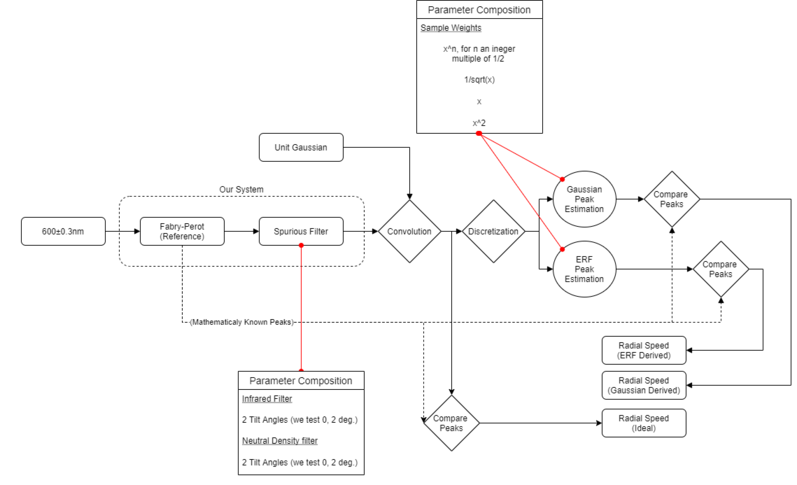 Parameter Composition
Sample Weights
x^n, for n an ineger
multiple of 1/2
1/sqrt(x)
x
x^2
Unit Gaussian
Our System
600±0.3nm
Fabry-Perot
(Reference)
Spurious Filter
Convolution
Discretization
Gaussian
Peak
Estimation
Compare
Peaks
ERF
Peak
Estimation
Compare
Peaks
(Mathematicaly Known Peaks)
Radial Speed
(ERF Derived)
Radial Speed
(Gaussian Derived)
Radial Speed
(Ideal)
Compare
Peaks
Parameter Composition
Infrared Filter
2 Tilt Angles (we test 0, 2 deg.)
Neutral Density filter
2 Tilt Angles (we test 0, 2 deg.)